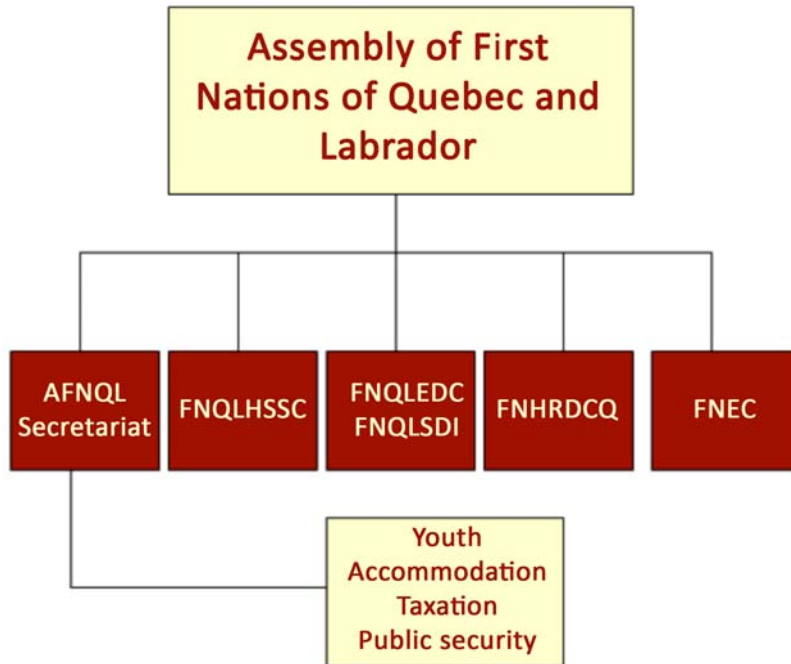 Assembly of First
Nations of Quebec and
Labrador
AFNQL
Secretariat
FNQLHSSC
FNQLEDC
FNQLSDI
FNHRDCQ
FNEC
Youth
Accommodation
Taxation
Public security